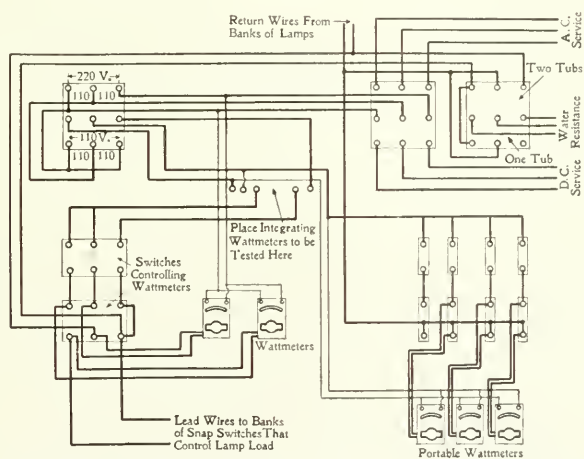 Return Wires From
Banks of Lamps
A.C.
Service
220 V.
110 110
Two Tubs
Water
Resistance
110 V.
110 110
One Tub
D.C.
Service
Place Integrating
Wattmeters to be
Tested Here
Switches
Controlling
Wattmeters
Wattmeters
Lead Wires to Banks
of Snap Switches That
Control Lamp Load
Portable Wattmeters